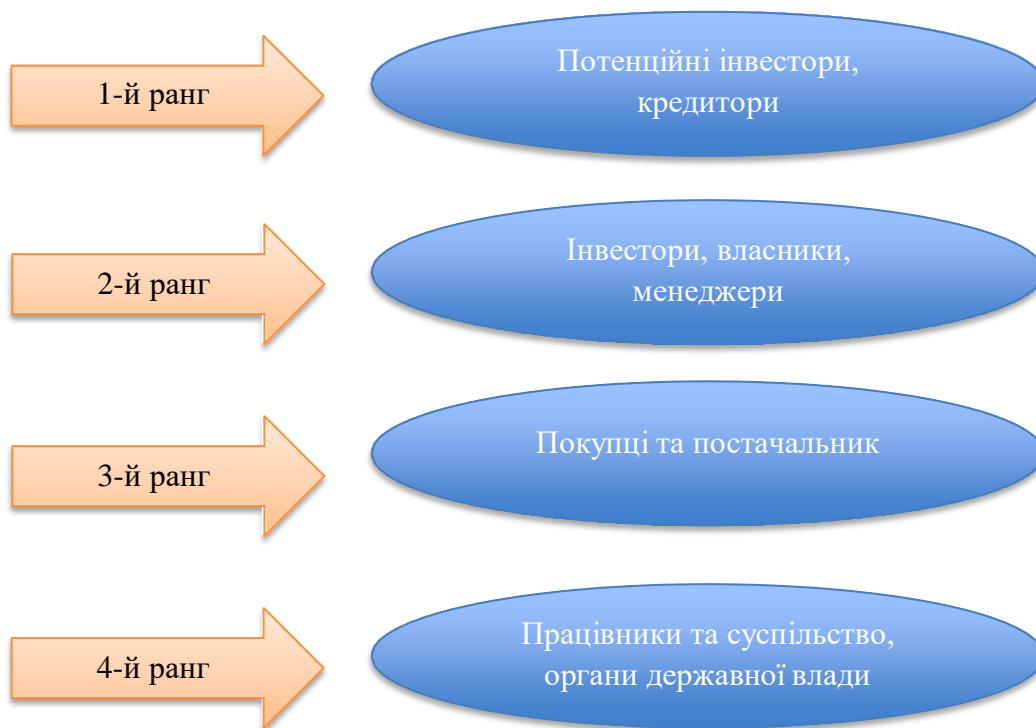 1-й ранг
Потенційні інвестори,
кредитори
2-й ранг
Інвестори, власники,
менеджери
3-й ранг
Покупці та постачальник
4-й ранг
Працівники та суспільство,
органи державної влади